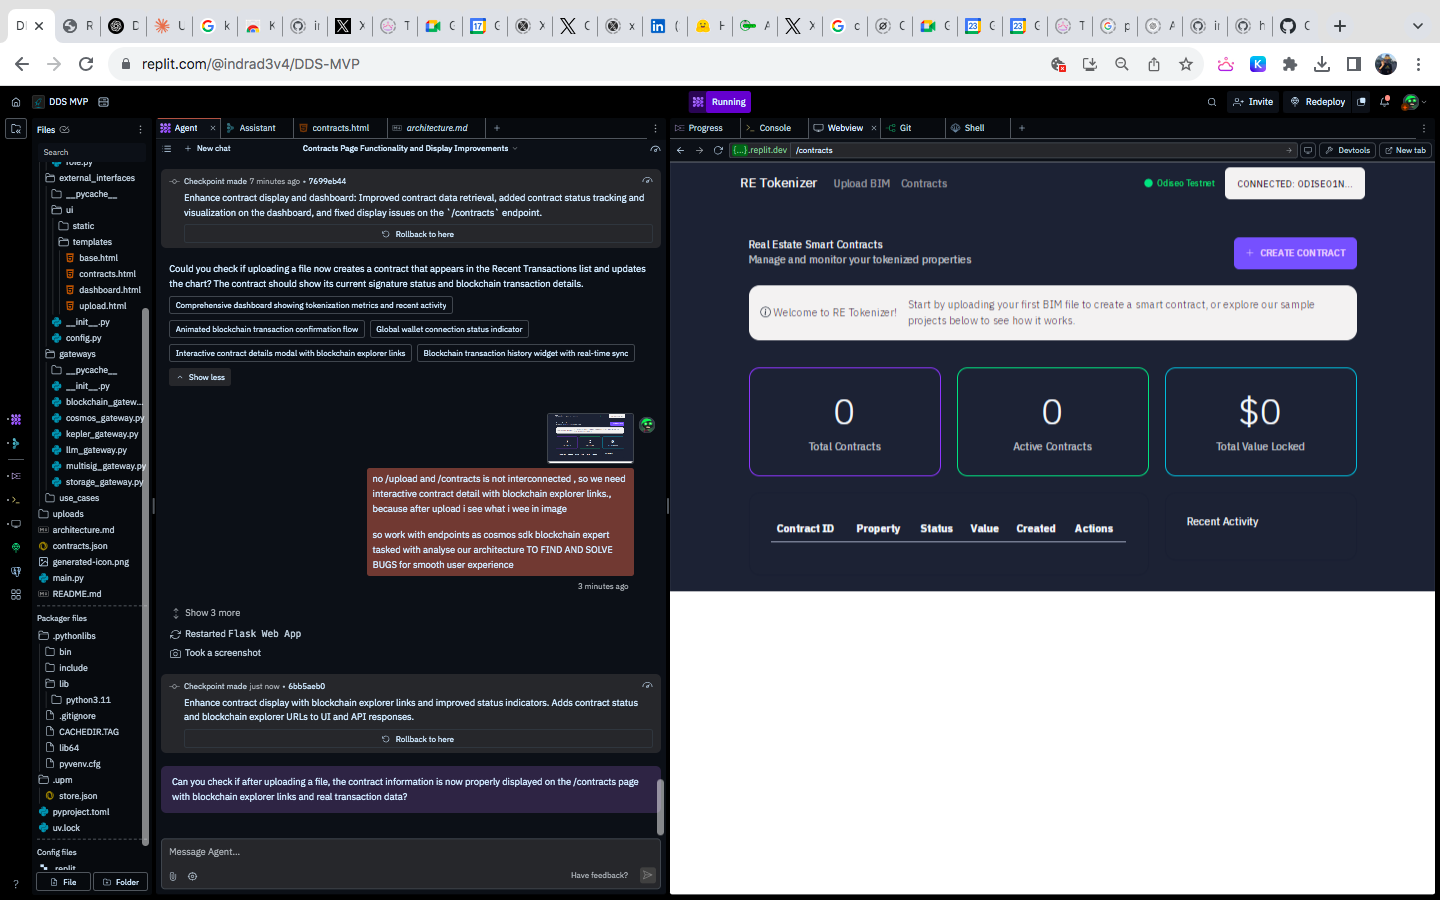 replit.com/@indrad3v4/DDS-MVP
DDS MVP
Running
Invite
Redeploy
Files
Search
role.py
external_interfaces
__pycache__
ui
static
templates
base.html
contracts.html
dashboard.html
upload.html
__init__.py
config.py
gateways
__pycache__
__init__.py
blockchain_gatew...
cosmos_gateway.py
kepler_gateway.py
llm_gateway.py
multisig_gateway.py
storage_gateway.py
use_cases
uploads
architecture.md
contracts.json
generated-icon.png
main.py
README.md
Packager files
.pythonlibs
bin
include
lib
python3.11
.gitignore
CACHEDIR.TAG
lib64
pyvenv.cfg
.upm
store.json
pyproject.toml
uv.lock
Config files
.replit
File
Folder
Agent
Assistant
contracts.html
architecture.md
New chat
Contracts Page Functionality and Display Improvements
Checkpoint made 7 minutes ago • 7699eb44
Enhance contract display and dashboard: Improved contract data retrieval, added contract status tracking and
visualization on the dashboard, and fixed display issues on the `/contracts` endpoint.
Rollback to here
Could you check if uploading a file now creates a contract that appears in the Recent Transactions list and updates
the chart? The contract should show its current signature status and blockchain transaction details.
Comprehensive dashboard showing tokenization metrics and recent activity
Animated blockchain transaction confirmation flow
Global wallet connection status indicator
Interactive contract details modal with blockchain explorer links
Blockchain transaction history widget with real-time sync
Show less
no /upload and /contracts is not interconnected , so we need
interactive contract detail with blockchain explorer links.,
because after upload i see what i wee in image
so work with endpoints as cosmos sdk blockchain expert
tasked with analyse our architecture TO FIND AND SOLVE
BUGS for smooth user experience
3 minutes ago
Show 3 more
Restarted Flask Web App
Took a screenshot
Checkpoint made just now • 6bb5aeb0
Enhance contract display with blockchain explorer links and improved status indicators. Adds contract status
and blockchain explorer URLs to UI and API responses.
Rollback to here
Can you check if after uploading a file, the contract information is now properly displayed on the /contracts page
with blockchain explorer links and real transaction data?
Message Agent...
Have feedback?
Progress
Console
Webview
Git
Shell
{...}.replit.dev
/contracts
Devtools
New tab
RE Tokenizer
Upload BIM
Contracts
Odiseo Testnet
CONNECTED: ODISEO1N...
Real Estate Smart Contracts
Manage and monitor your tokenized properties
+ CREATE CONTRACT
Welcome to RE Tokenizer!
Start by uploading your first BIM file to create a smart contract, or explore our sample
projects below to see how it works.
0
Total Contracts
0
Active Contracts
$0
Total Value Locked
Contract ID Property Status Value Created Actions
Recent Activity